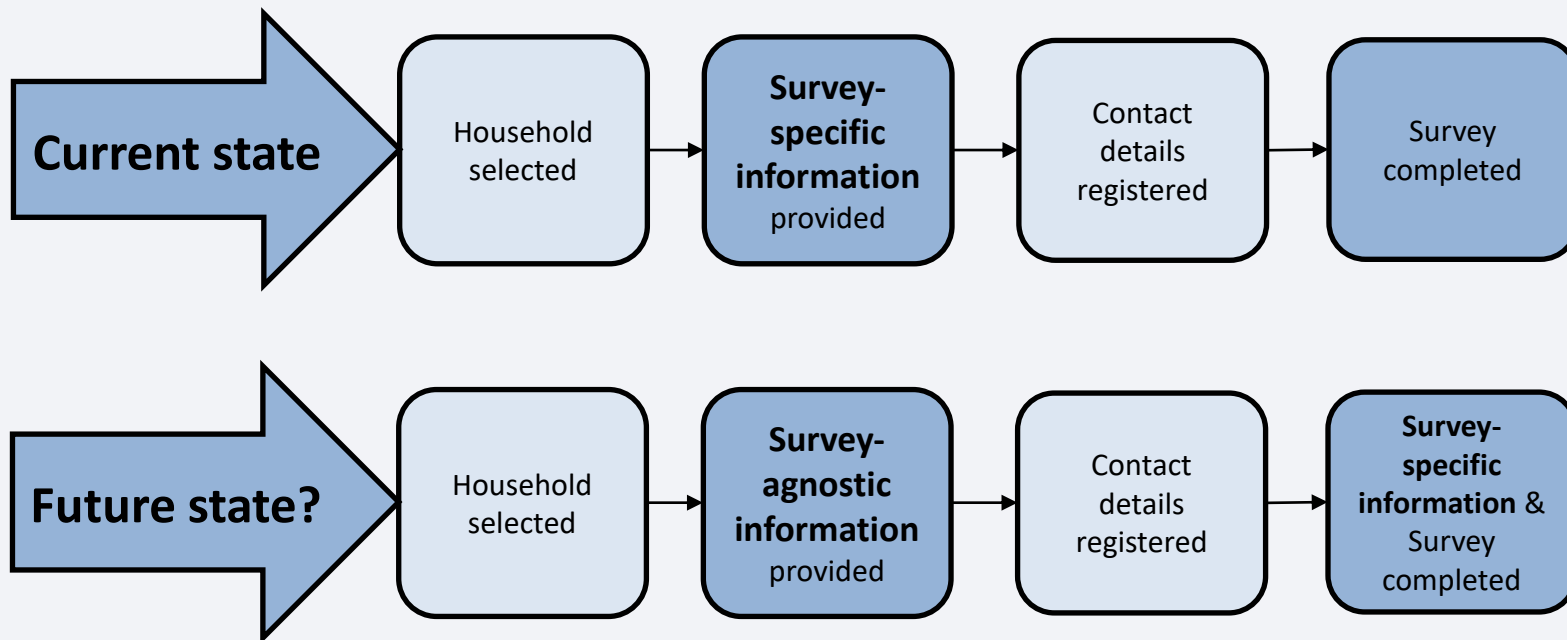 Current state
Household
selected
Survey-
specific
information
provided
Contact
details
registered
Survey
completed
Future state?
Household
selected
Survey-
agnostic
information
provided
Contact
details
registered
Survey-
specific
information &
Survey
completed